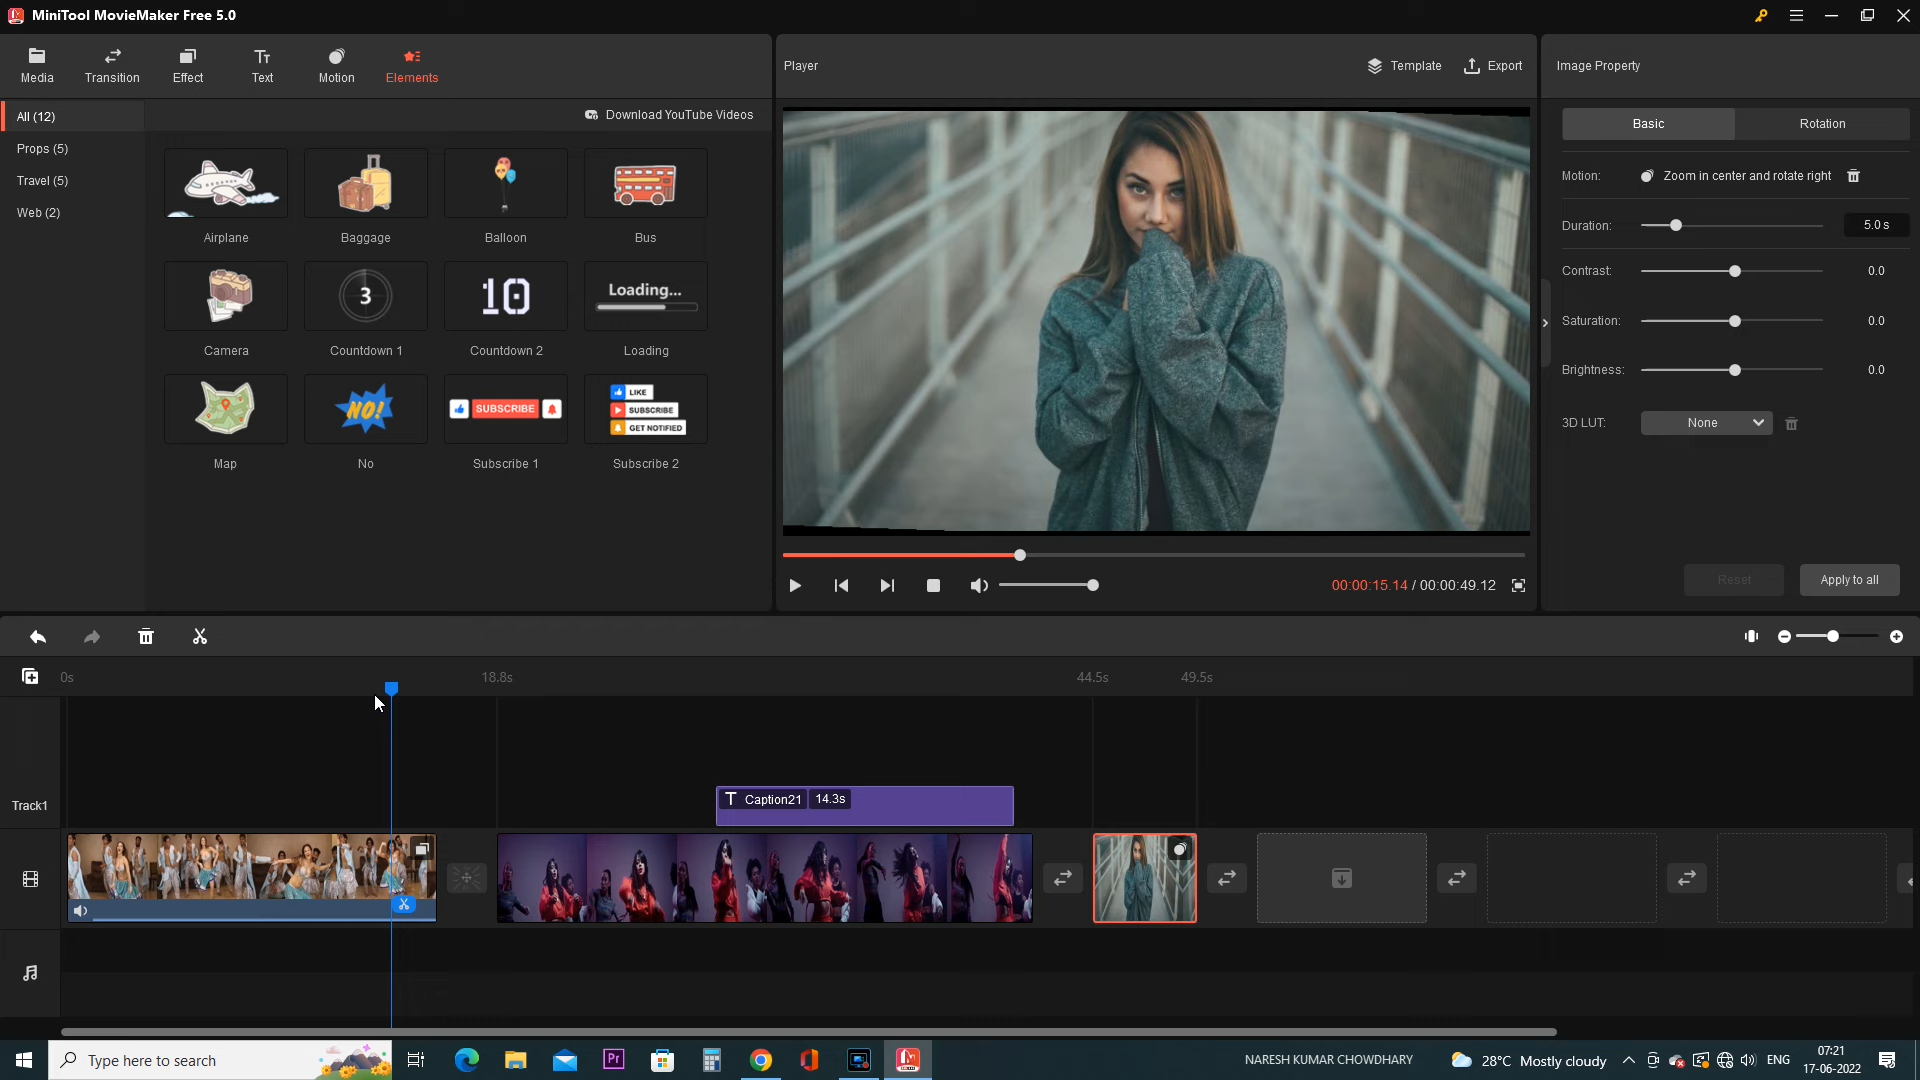 MiniTool MovieMaker Free 5.0
Media
Transition
Effect
Text
Motion
Elements
Player
Template
Export
Image Property
All (12)
Props (5)
Travel (5)
Web (2)
Download YouTube Videos
Airplane
Baggage
Balloon
Bus
3
10
Loading...
Camera
Countdown 1
Countdown 2
Loading
NO!
SUBSCRIBE
LIKE
SUBSCRIBE
GET NOTIFIED
Map
No
Subscribe 1
Subscribe 2
Basic
Rotation
Motion:
Zoom in center and rotate right
Duration:
5.0 s
Contrast:
0.0
Saturation:
0.0
Brightness:
0.0
3D LUT:
None
Reset
Apply to all
00:00:15.14 / 00:00:49.12
0s
18.8s
44.5s
49.5s
Track1
Caption21
14.3s
Type here to search
Pr
NARESH KUMAR CHOWDHARY
28°C Mostly cloudy
ENG
07:21
17-06-2022